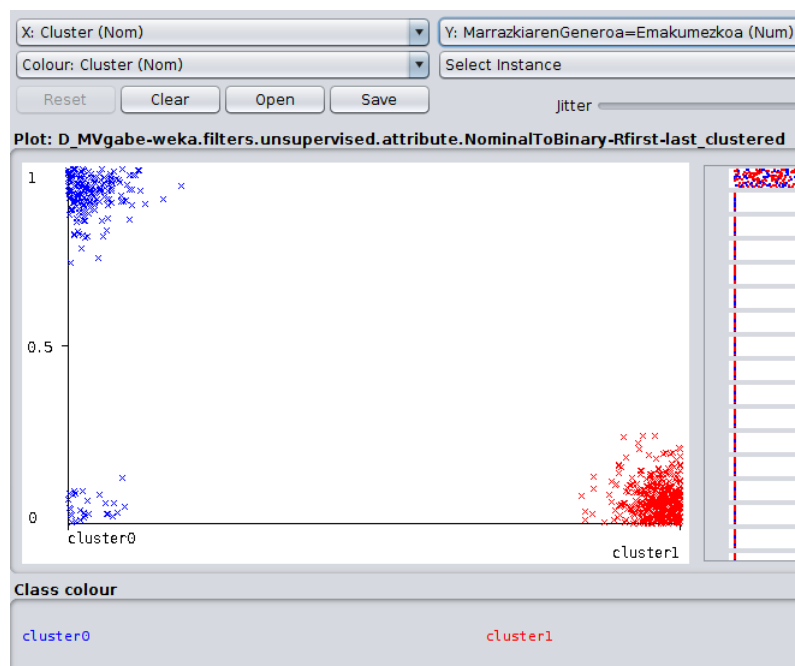 X: Cluster (Nom)
Y: MarrazkiarenGeneroa=Emakumezkoa (Num)
Colour: Cluster (Nom)
Select Instance
Reset
Clear
Open
Save
Jitter
Plot: D_MVgabe-weka.filters.unsupervised.attribute.NominalToBinary-Rfirst-last_clustered
1
0.5
0
cluster0
cluster1
Class colour
cluster0
cluster1